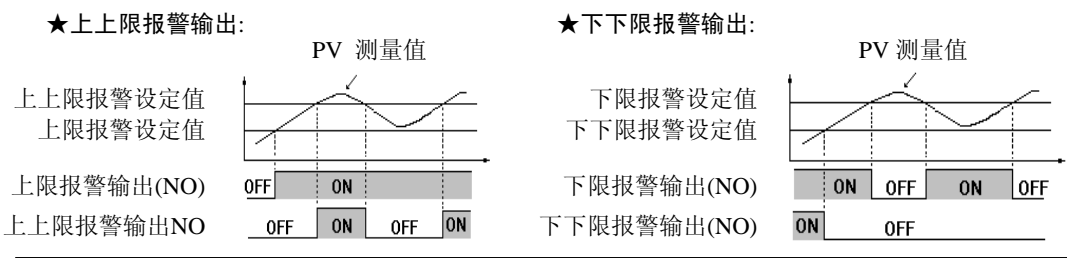 ★上上限报警输出:
PV 测量值
上上限报警设定值
上限报警设定值
上限报警输出(NO)
OFF ON
上上限报警输出NO
OFF ON OFF ON
★下下限报警输出:
PV 测量值
下限报警设定值
下下限报警设定值
下限报警输出(NO)
ON OFF ON OFF
下下限报警输出(NO)
ON OFF